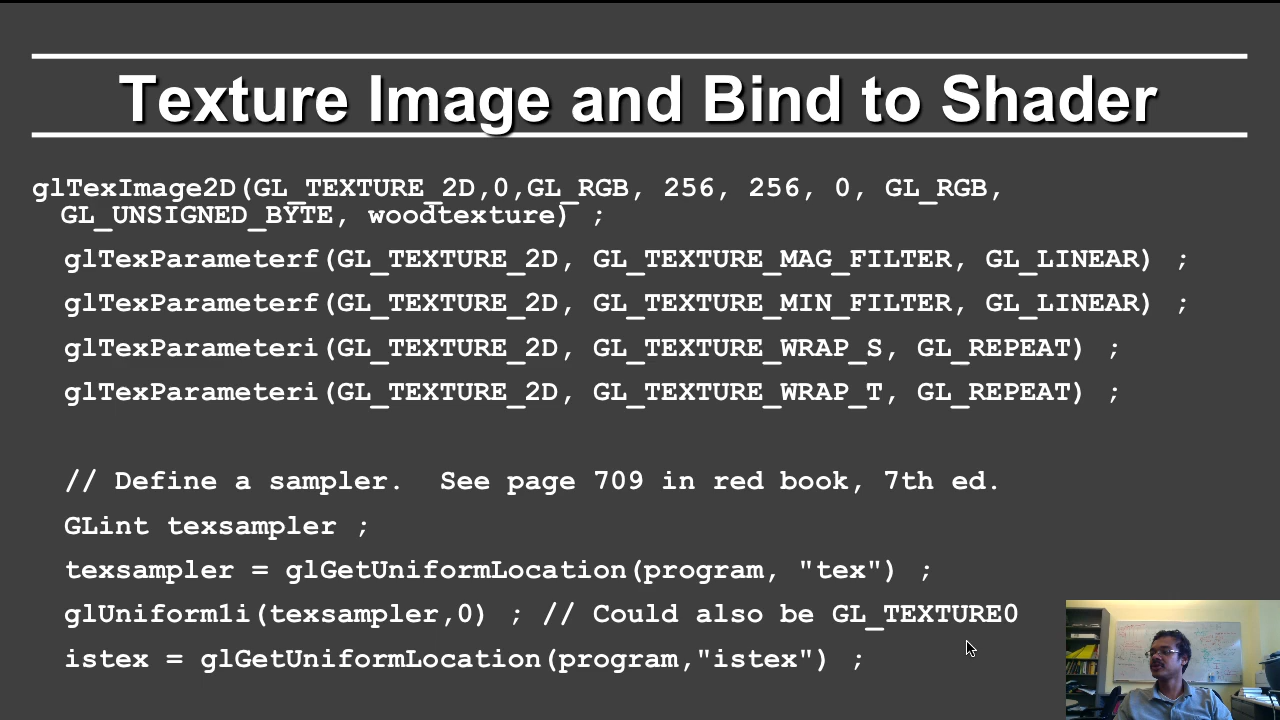 Texture Image and Bind to Shader
glTexImage2D(GL_TEXTURE_2D,0,GL_RGB, 256, 256, 0, GL_RGB,
GL_UNSIGNED_BYTE, woodtexture) ;
glTexParameterf(GL_TEXTURE_2D, GL_TEXTURE_MAG_FILTER, GL_LINEAR) ;
glTexParameterf(GL_TEXTURE_2D, GL_TEXTURE_MIN_FILTER, GL_LINEAR) ;
glTexParameteri(GL_TEXTURE_2D, GL_TEXTURE_WRAP_S, GL_REPEAT) ;
glTexParameteri(GL_TEXTURE_2D, GL_TEXTURE_WRAP_T, GL_REPEAT) ;
// Define a sampler.  See page 709 in red book, 7th ed.
GLint texsampler ;
texsampler = glGetUniformLocation(program, "tex") ;
glUniform1i(texsampler,0) ; // Could also be GL_TEXTURE0
istex = glGetUniformLocation(program,"istex") ;